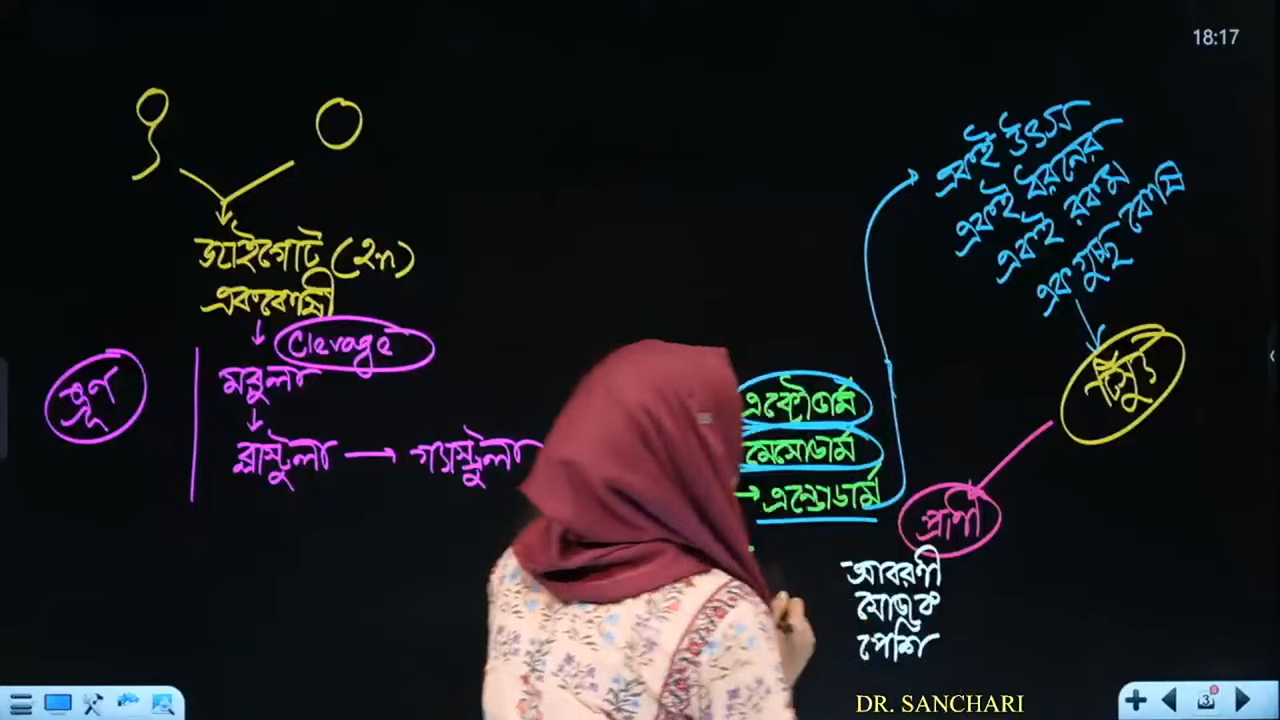 18:17
জাইগোট (2n)
এককোষী
Clevage
ভ্রূণ
মরুলা
ব্লাস্টুলা → গ্যাস্ট্রুলা
এক্টোডার্ম
মেসোডার্ম
→ এন্ডোডার্ম
একই উৎস
একই ধরনের
একই রকম
এক গুচ্ছ কোষ
টিস্যু
প্রাণী
আবরণী
যোজক
পেশি
DR. SANCHARI
3